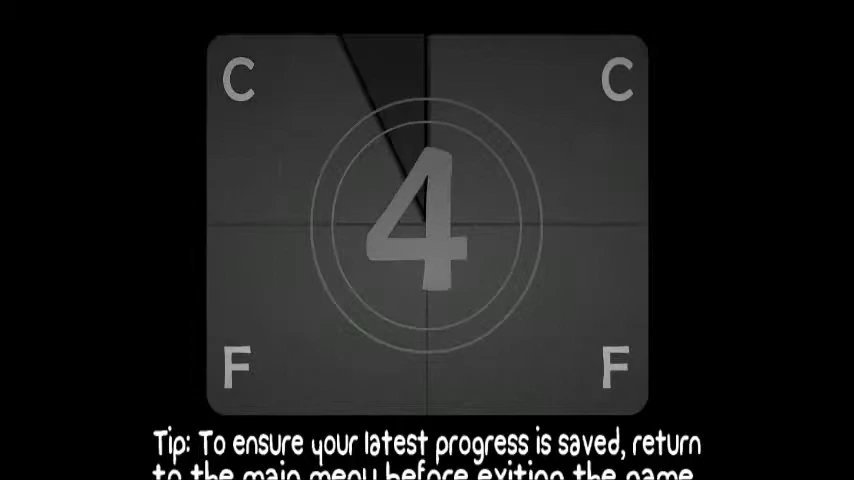 C C
4
F F
Tip: To ensure your latest progress is saved, return
to the main menu before exiting the game.